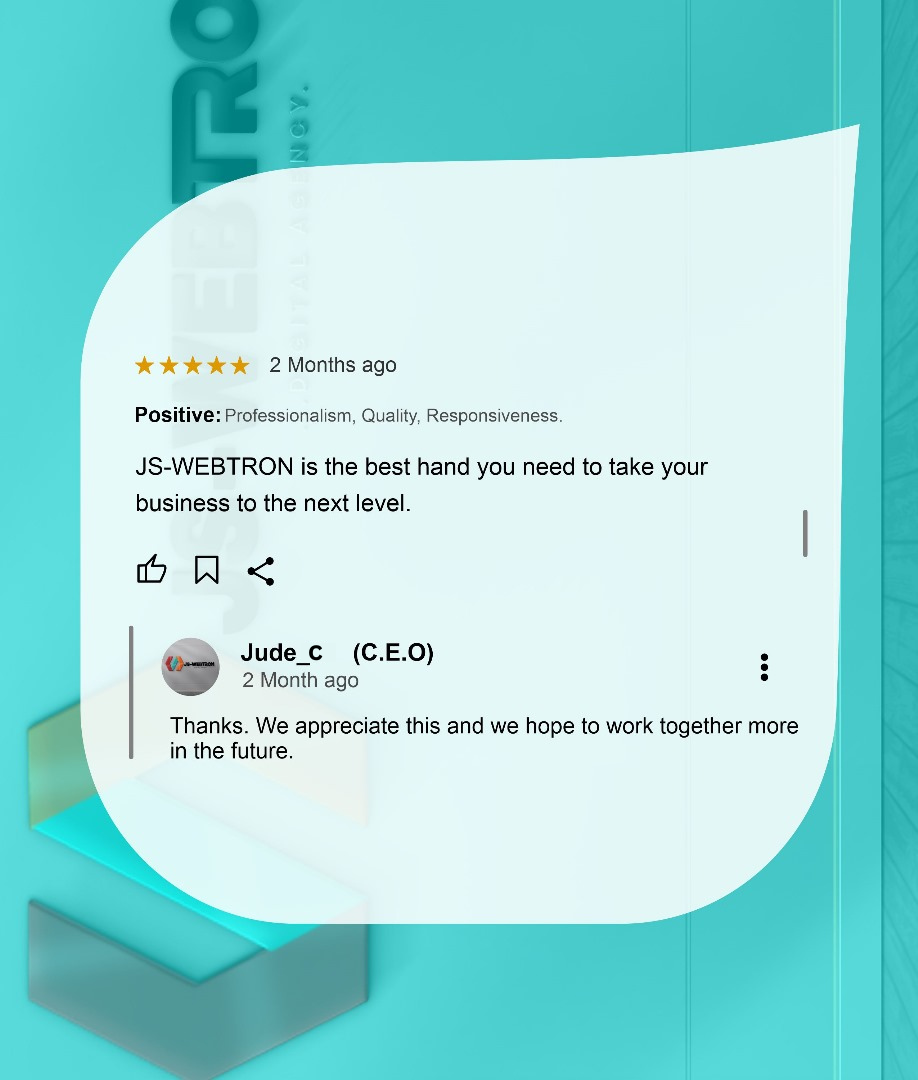 JS-WEBTRO
DIGITAL AGENCY.
2 Months ago
Positive: Professionalism, Quality, Responsiveness.
JS-WEBTRON is the best hand you need to take your
business to the next level.
JS-WEBTRON
Jude_c (C.E.O)
2 Month ago
Thanks. We appreciate this and we hope to work together more
in the future.